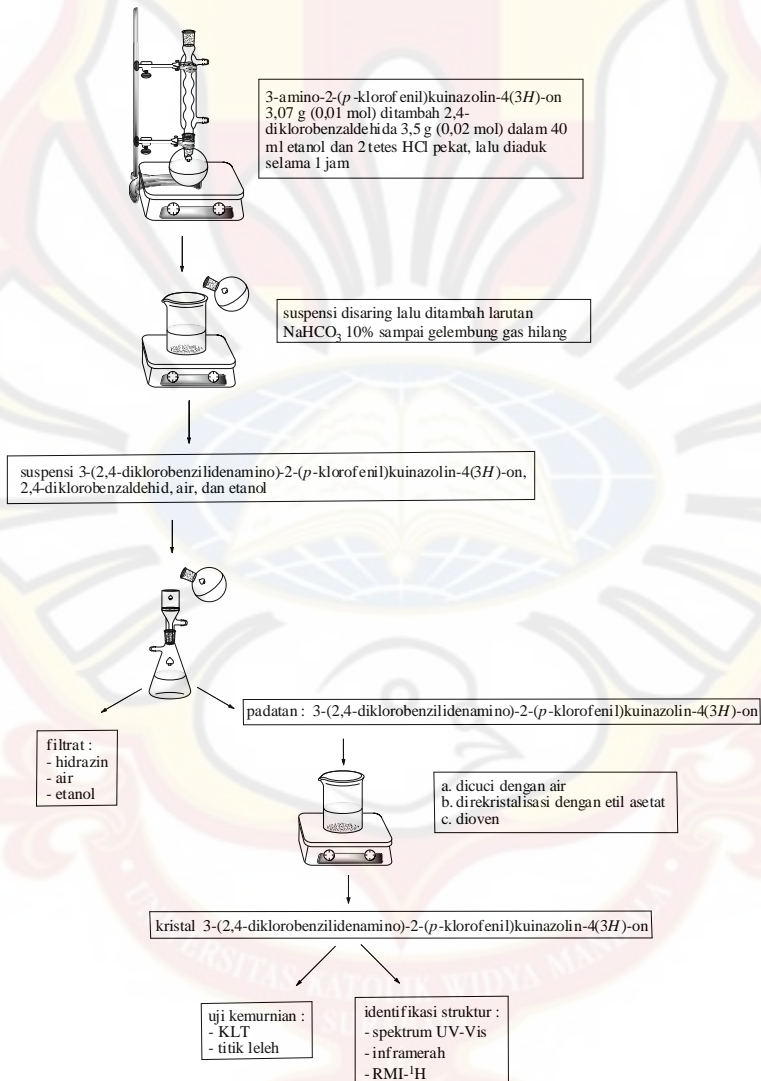 3-amino-2-(p-klorofenil)kuinazolin-4(3H)-on
3,07 g (0,01 mol) ditambah 2,4-
diklorobenzaldehida 3,5 g (0,02 mol) dalam 40
ml etanol dan 2 tetes HCl pekat, lalu diaduk
selama 1 jam
suspensi disaring lalu ditambah larutan
NaHCO₃ 10% sampai gelembung gas hilang
suspensi 3-(2,4-diklorobenzilidenamino)-2-(p-klorofenil)kuinazolin-4(3H)-on,
2,4-diklorobenzaldehid, air, dan etanol
padatan : 3-(2,4-diklorobenzilidenamino)-2-(p-klorofenil)kuinazolin-4(3H)-on
filtrat :
- hidrazin
- air
- etanol
a. dicuci dengan air
b. direkristalisasi dengan etil asetat
c. dioven
kristal 3-(2,4-diklorobenzilidenamino)-2-(p-klorofenil)kuinazolin-4(3H)-on
uji kemurnian :
- KLT
- titik leleh
identifikasi struktur :
- spektrum UV-Vis
- inframerah
- RMI-¹H
UNIVERSITAS KATOLIK WIDYA MANDALA